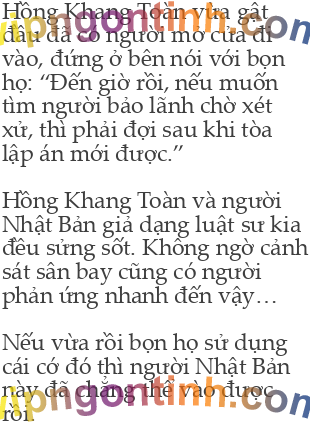 Hồng Khang Toàn vừa gật
đầu đã có người mở cửa đi
vào, đứng ở bên nói với bọn
họ: “Đến giờ rồi, nếu muốn
tìm người bảo lãnh chờ xét
xử, thì phải đợi sau khi tòa
lập án mới được.”
Hồng Khang Toàn và người
Nhật Bản giả dạng luật sư kia
đều sửng sốt. Không ngờ cảnh
sát sân bay cũng có người
phản ứng nhanh đến vậy…
Nếu vừa rồi bọn họ sử dụng
cái cớ đó thì người Nhật Bản
này đã chẳng thể vào được
rồi.
vipngontinh.com
vipngontinh.com